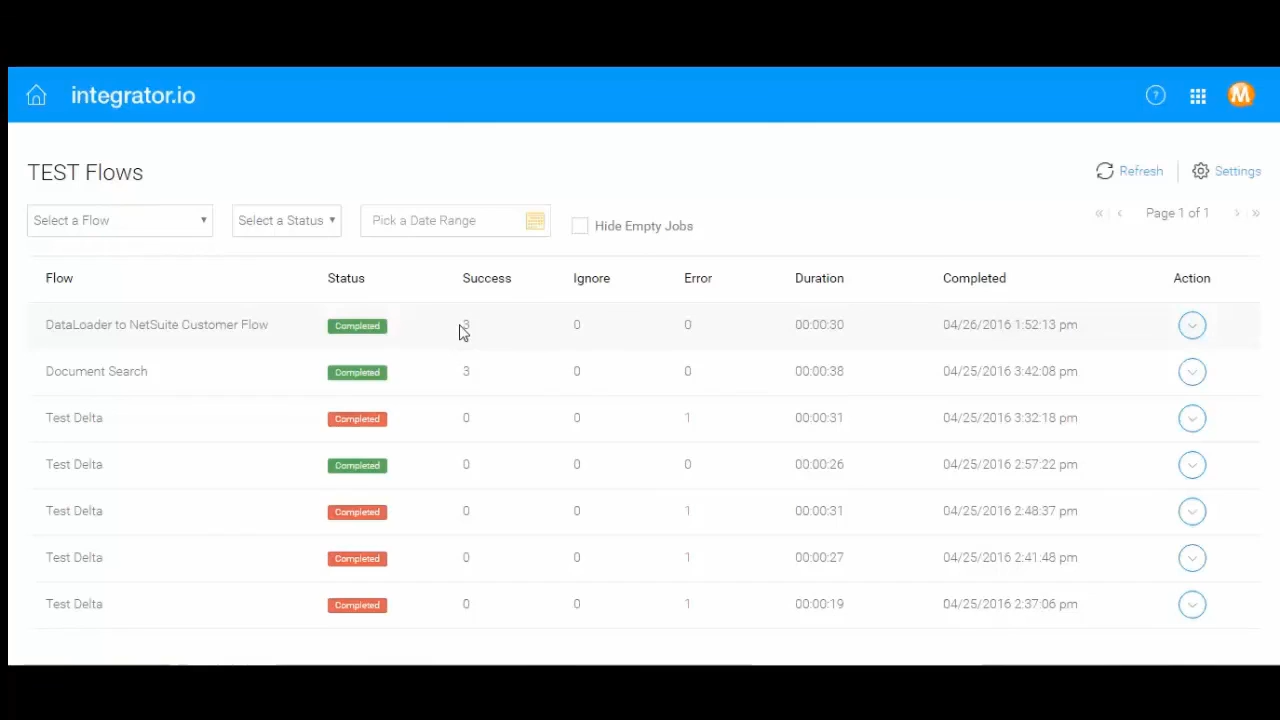 integrator.io
?
M
TEST Flows
Refresh
Settings
Select a Flow
Select a Status
Pick a Date Range
Hide Empty Jobs
« ‹ Page 1 of 1 › »
Flow Status Success Ignore Error Duration Completed Action
DataLoader to NetSuite Customer Flow Completed 3 0 0 00:00:30 04/26/2016 1:52:13 pm
Document Search Completed 3 0 0 00:00:38 04/25/2016 3:42:08 pm
Test Delta Completed 0 0 1 00:00:31 04/25/2016 3:32:18 pm
Test Delta Completed 0 0 0 00:00:26 04/25/2016 2:57:22 pm
Test Delta Completed 0 0 1 00:00:31 04/25/2016 2:48:37 pm
Test Delta Completed 0 0 1 00:00:27 04/25/2016 2:41:48 pm
Test Delta Completed 0 0 1 00:00:19 04/25/2016 2:37:06 pm